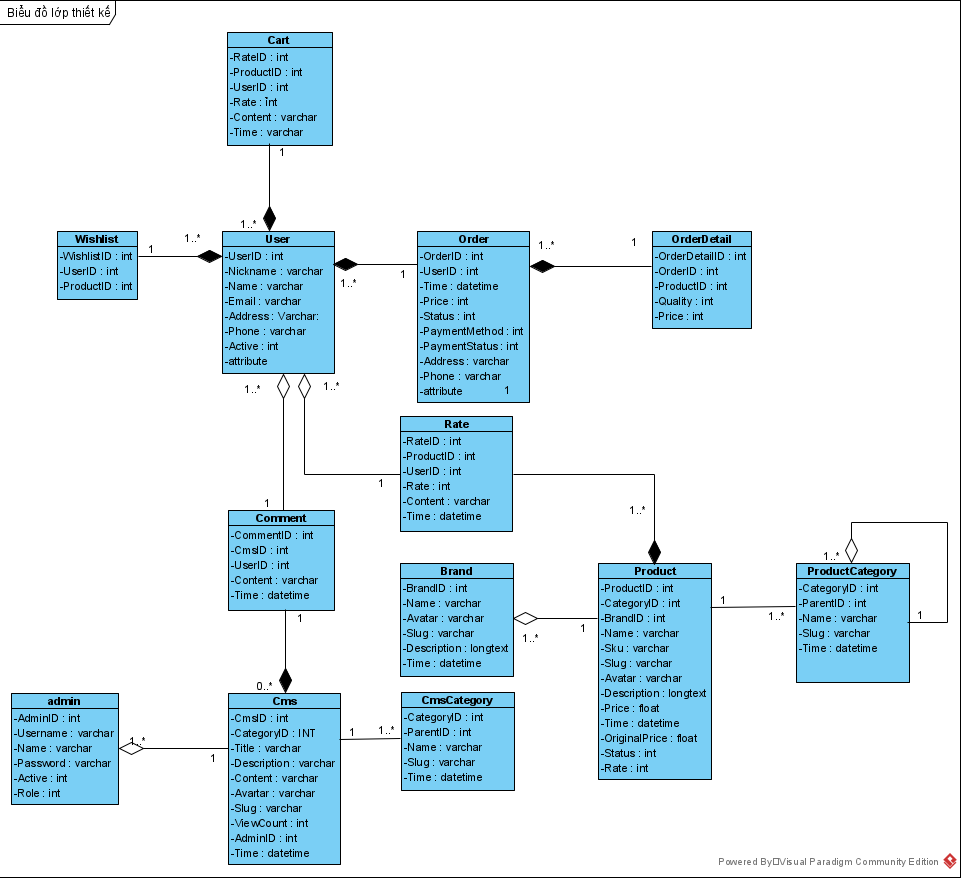 Biểu đồ lớp thiết kế
Cart
-RateID : int
-ProductID : int
-UserID : int
-Rate : ỉnt
-Content : varchar
-Time : varchar
1
1..*
Wishlist
-WishlistID : int
-UserID : int
-ProductID : int
1
1..*
User
-UserID : int
-Nickname : varchar
-Name : varchar
-Email : varchar
-Address : Varchar:
-Phone : varchar
-Active : int
-attribute
1..*
1
Order
-OrderID : int
-UserID : int
-Time : datetime
-Price : int
-Status : int
-PaymentMethod : int
-PaymentStatus : int
-Address : varchar
-Phone : varchar
-attribute
1
1..*
1
OrderDetail
-OrderDetailID : int
-OrderID : int
-ProductID : int
-Quality : int
-Price : int
1..*
1..*
Rate
-RateID : int
-ProductID : int
-UserID : int
-Rate : int
-Content : varchar
-Time : datetime
1
1..*
1
Comment
-CommentID : int
-CmsID : int
-UserID : int
-Content : varchar
-Time : datetime
1
0..*
Brand
-BrandID : int
-Name : varchar
-Avatar : varchar
-Slug : varchar
-Description : longtext
-Time : datetime
1..*
1
Product
-ProductID : int
-CategoryID : int
-BrandID : int
-Name : varchar
-Sku : varchar
-Slug : varchar
-Avatar : varchar
-Description : longtext
-Price : float
-Time : datetime
-OriginalPrice : float
-Status : int
-Rate : int
1
1..*
1..*
ProductCategory
-CategoryID : int
-ParentID : int
-Name : varchar
-Slug : varchar
-Time : datetime
1
admin
-AdminID : int
-Username : varchar
-Name : varchar
-Password : varchar
-Active : int
-Role : int
1..*
1
Cms
-CmsID : int
-CategoryID : INT
-Title : varchar
-Description : varchar
-Content : varchar
-Avartar : varchar
-Slug : varchar
-ViewCount : int
-AdminID : int
-Time : datetime
1
1..*
CmsCategory
-CategoryID : int
-ParentID : int
-Name : varchar
-Slug : varchar
-Time : datetime
Powered By Visual Paradigm Community Edition